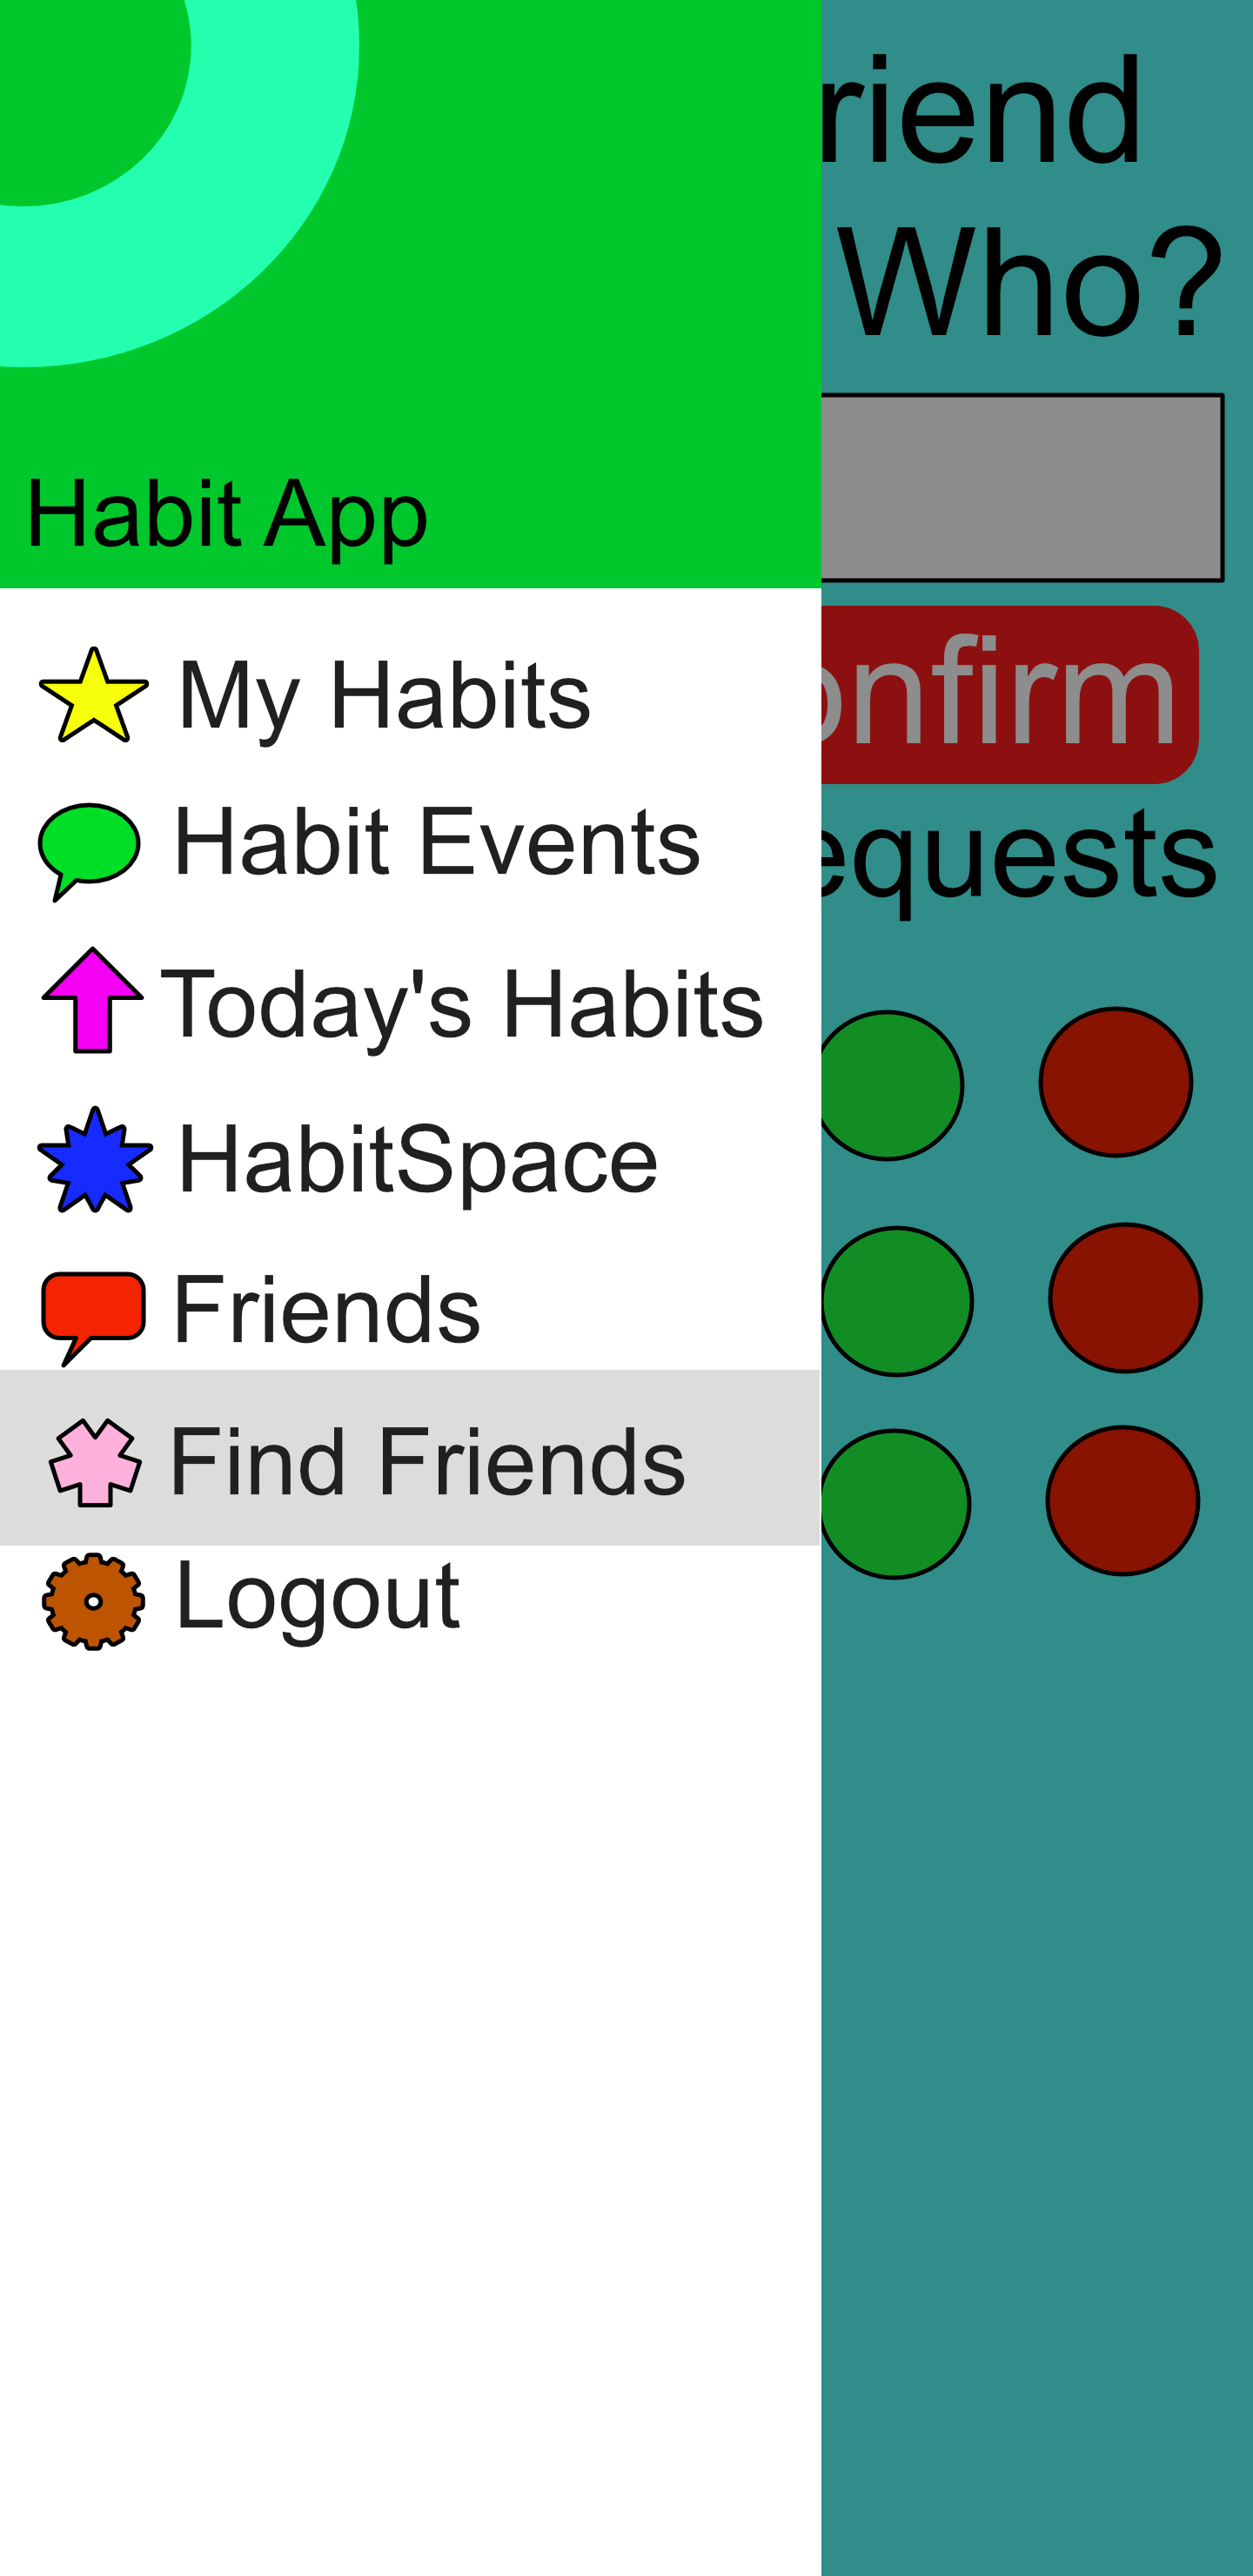 riend
Who?
Habit App
onfirm
My Habits
Habit Events
equests
Today's Habits
HabitSpace
Friends
Find Friends
Logout